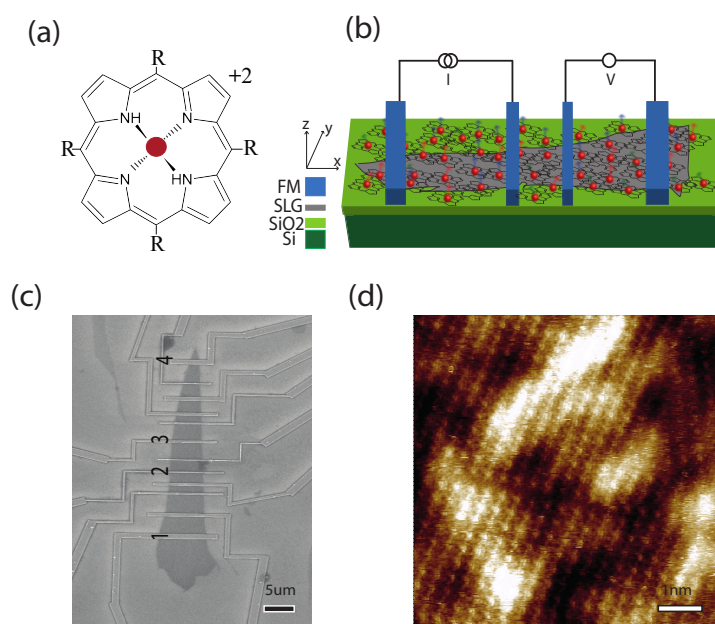 (a)
R
+2
NH
N
R
R
N
HN
R
(b)
I
V
z
y
x
FM
SLG
SiO2
Si
(c)
4
3
2
1
5um
(d)
1nm